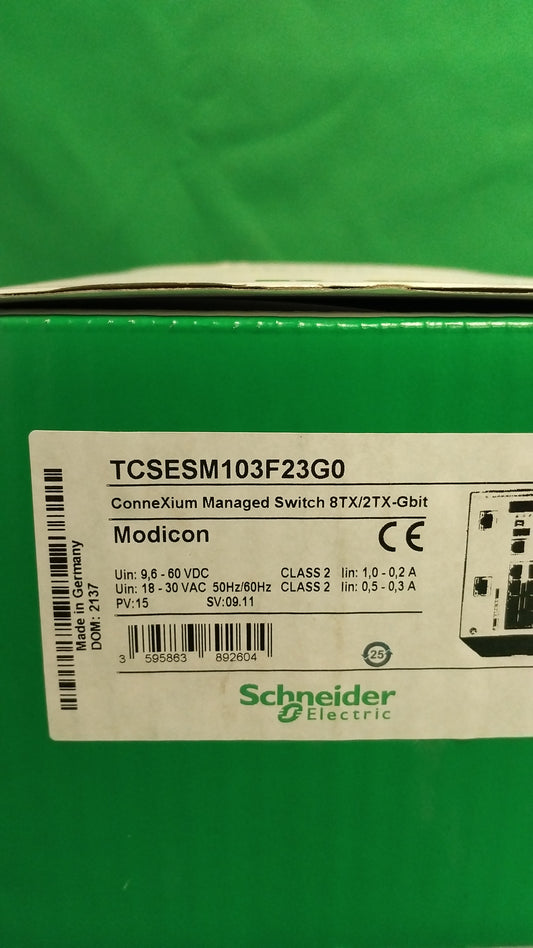 TCSESM103F23G0
ConneXium Managed Switch 8TX/2TX-Gbit
Modicon
CE
Uin: 9,6 - 60 VDC CLASS 2 Iin: 1,0 - 0,2 A
Uin: 18 - 30 VAC 50Hz/60Hz CLASS 2 Iin: 0,5 - 0,3 A
PV:15 SV:09.11
Made in Germany
DOM: 2137
3 595863 892604
25
Schneider
Electric